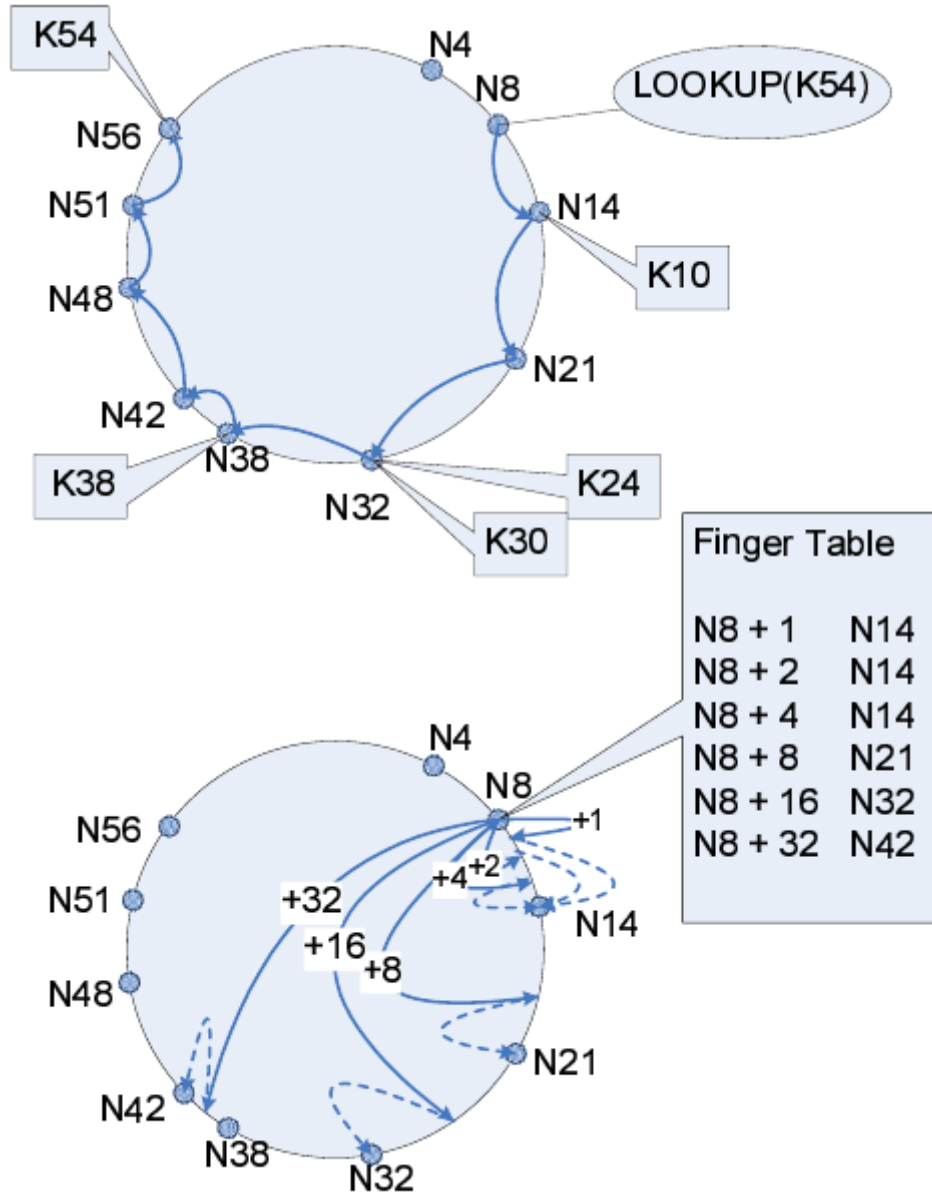 K54
N4
N8
LOOKUP(K54)
N56
N51
N14
K10
N48
N21
N42
N38
K38
N32
K24
K30
Finger Table
N8 + 1 N14
N8 + 2 N14
N8 + 4 N14
N8 + 8 N21
N8 + 16 N32
N8 + 32 N42
N4
N8
N56
+1
+2
+4
N51
+32
N14
+16
+8
N48
N21
N42
N38
N32